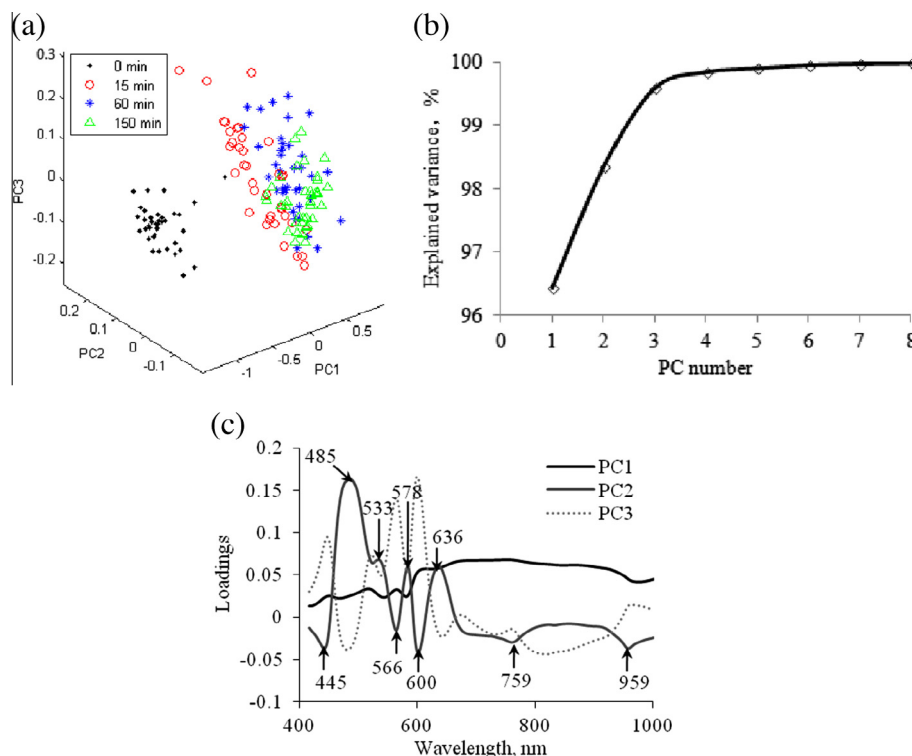 (a)
0.3
0.2
0.1
0
-0.1
-0.2
PC3
0 min
15 min
60 min
150 min
0.2
0.1
0
-0.1
PC2
-1
-0.5
0
0.5
PC1
(b)
100
99
98
97
96
Explained variance, %
0 1 2 3 4 5 6 7 8
PC number
(c)
0.2
0.15
0.1
0.05
0
-0.05
-0.1
Loadings
485
533
578
636
445
566
600
759
959
PC1
PC2
PC3
400 600 800 1000
Wavelength, nm